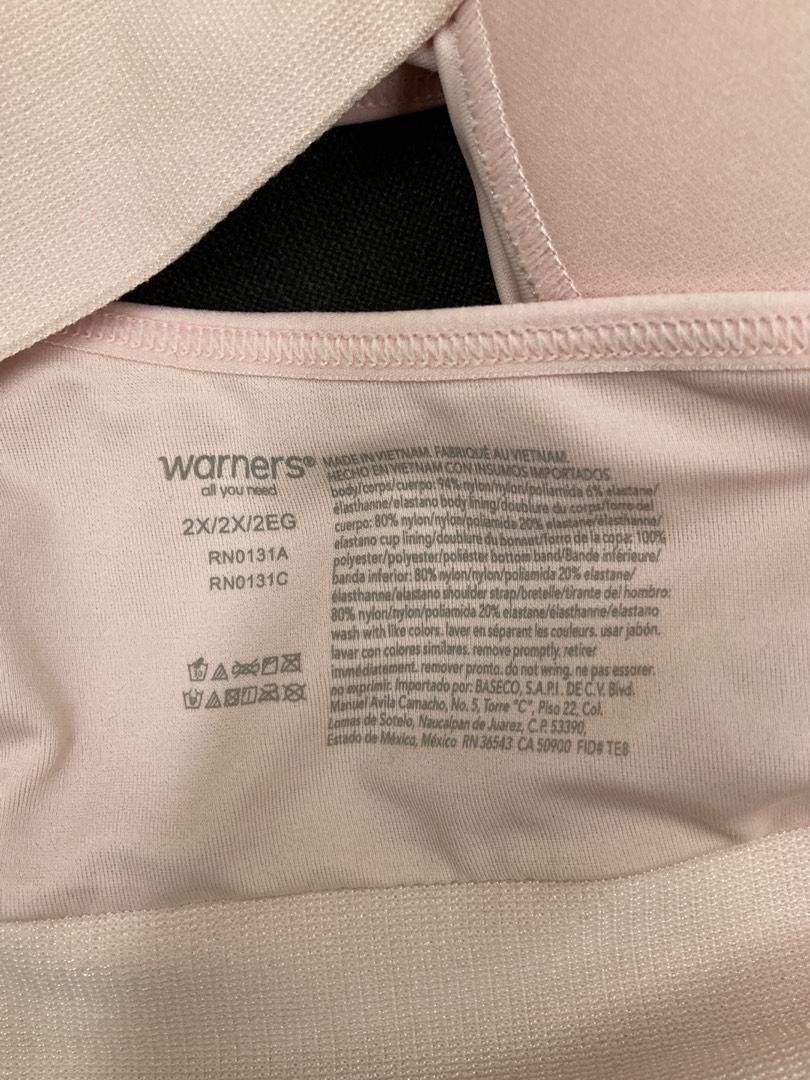 warners®
all you need
2X/2X/2EG
RN0131A
RN0131C
MADE IN VIETNAM. FABRIQUÉ AU VIETNAM.
HECHO EN VIETNAM CON INSUMOS IMPORTADOS
body/corps/cuerpo: 94% nylon/nylon/poliamida 6% elastane/
élasthanne/elastano body lining/doublure du corps/forro del
cuerpo: 80% nylon/nylon/poliamida 20% elastane/élasthanne/
elastano cup lining/doublure du bonnet/forro de la copa: 100%
polyester/polyester/poliéster bottom band/Bande inférieure/
banda inferior: 80% nylon/nylon/poliamida 20% elastane/
élasthanne/elastano shoulder strap/bretelle/tirante del hombro:
80% nylon/nylon/poliamida 20% elastane/élasthanne/elastano
wash with like colors. laver en séparant les couleurs. usar jabón.
lavar con colores similares. remove promptly. retirer
immédiatement. remover pronto. do not wring. ne pas essorer.
no exprimir. Importado por: BASECO, S.A.P.I. DE C.V. Blvd.
Manuel Avila Camacho, No. 5, Torre "C", Piso 22, Col.
Lomas de Sotelo, Naucalpan de Juarez, C.P. 53390,
Estado de México, México RN 36543 CA 50900 FID# TE8